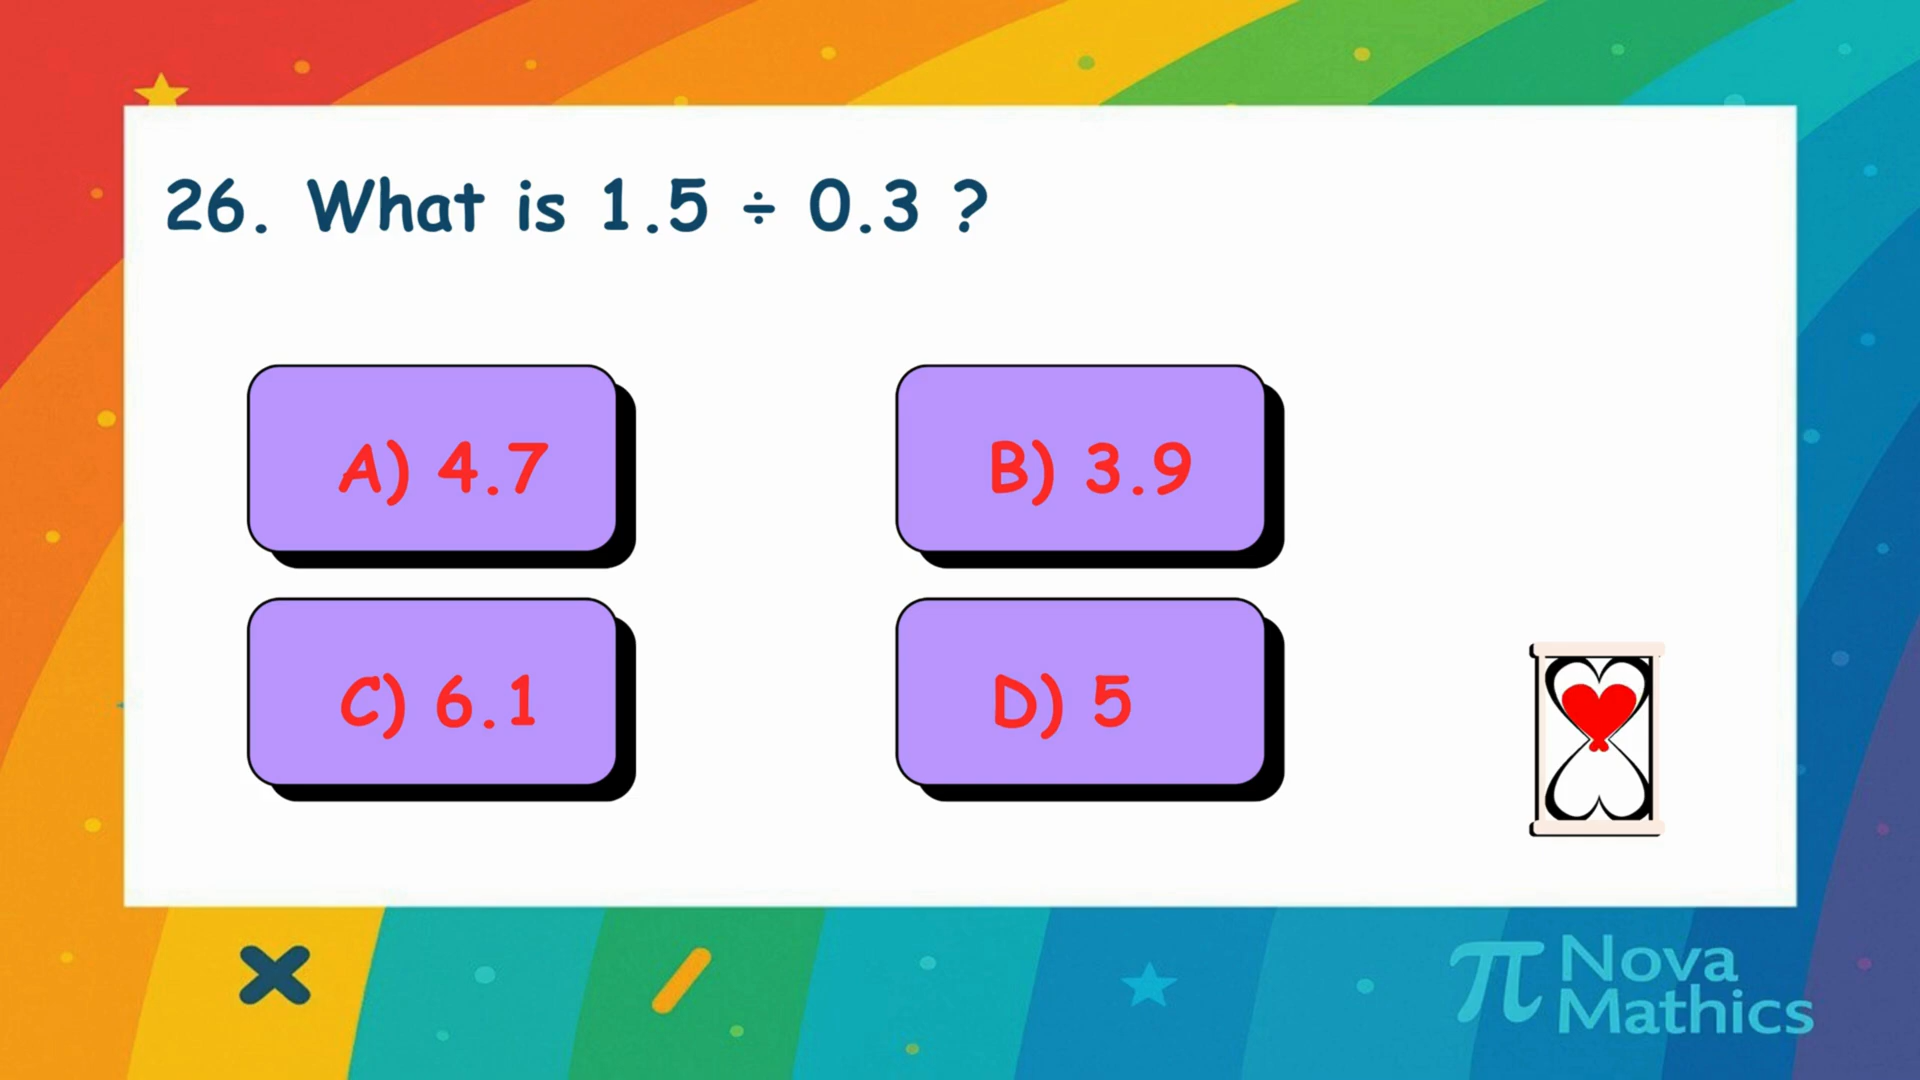 26. What is 1.5 ÷ 0.3 ?
A) 4.7
B) 3.9
C) 6.1
D) 5
π Nova
Mathics